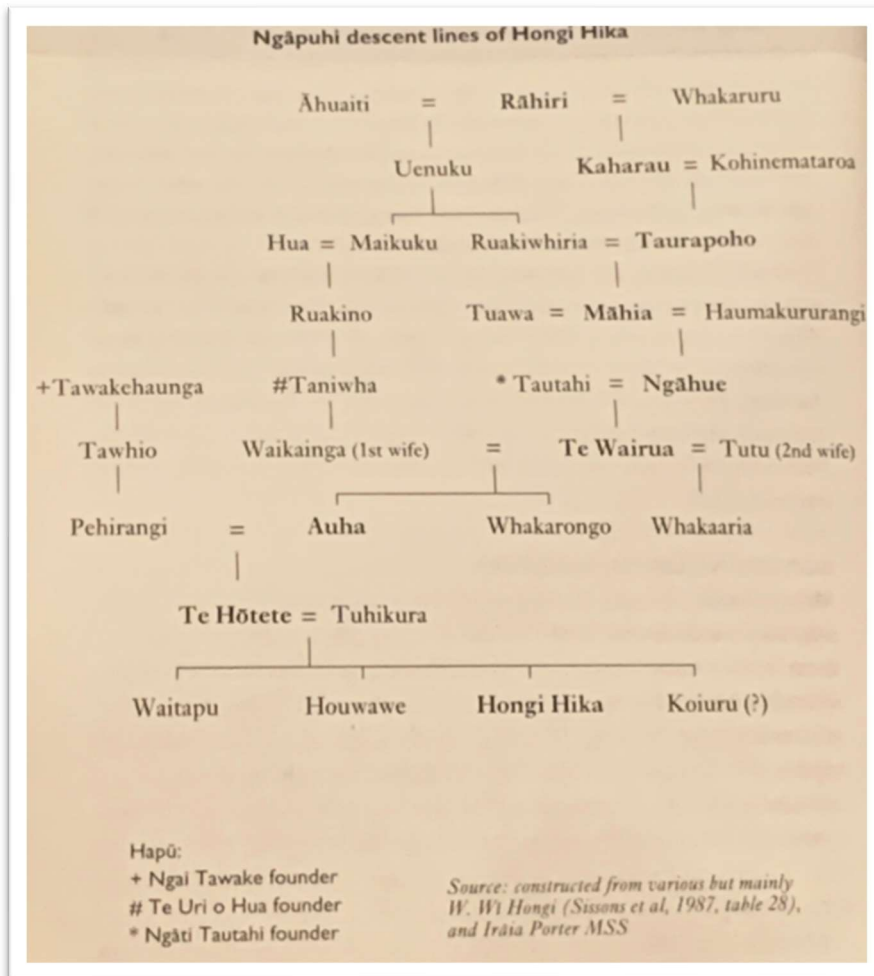 Ngāpuhi descent lines of Hongi Hika
Āhuaiti = Rāhiri = Whakaruru
Uenuku Kaharau = Kohinemataroa
Hua = Maikuku Ruakiwhiria = Taurapoho
Ruakino Tuawa = Māhia = Haumakururangi
+Tawakehaunga #Taniwha * Tautahi = Ngāhue
Tawhio Waikainga (1st wife) = Te Wairua = Tutu (2nd wife)
Pehirangi = Auha Whakarongo Whakaaria
Te Hōtete = Tuhikura
Waitapu Houwawe Hongi Hika Koiuru (?)
Hapū:
+ Ngai Tawake founder
# Te Uri o Hua founder
* Ngāti Tautahi founder
Source: constructed from various but mainly
W. Wi Hongi (Sissons et al, 1987, table 28),
and Irāia Porter MSS